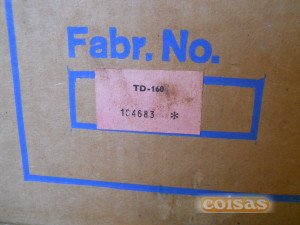 Fabr. No.
TD-160
104683 *
coisas